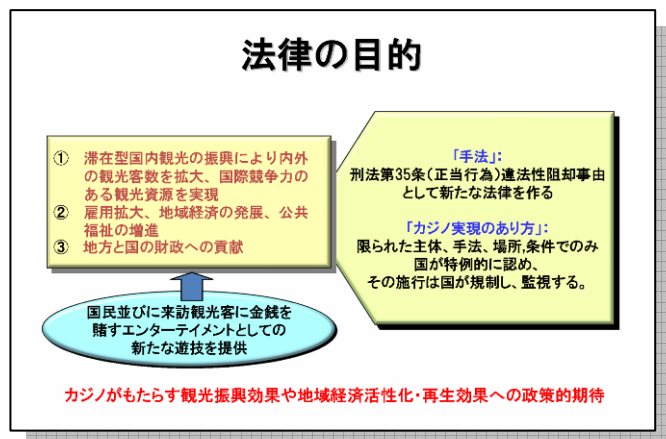 法律の目的
① 滞在型国内観光の振興により内外
の観光客数を拡大、国際競争力の
ある観光資源を実現
② 雇用拡大、地域経済の発展、公共
福祉の増進
③ 地方と国の財政への貢献
国民並びに来訪観光客に金銭を
賭すエンターテイメントとしての
新たな遊技を提供
「手法」:
刑法第35条(正当行為)違法性阻却事由
として新たな法律を作る
「カジノ実現のあり方」:
限られた主体、手法、場所,条件でのみ
国が特例的に認め、
その施行は国が規制し、監視する。
カジノがもたらす観光振興効果や地域経済活性化・再生効果への政策的期待